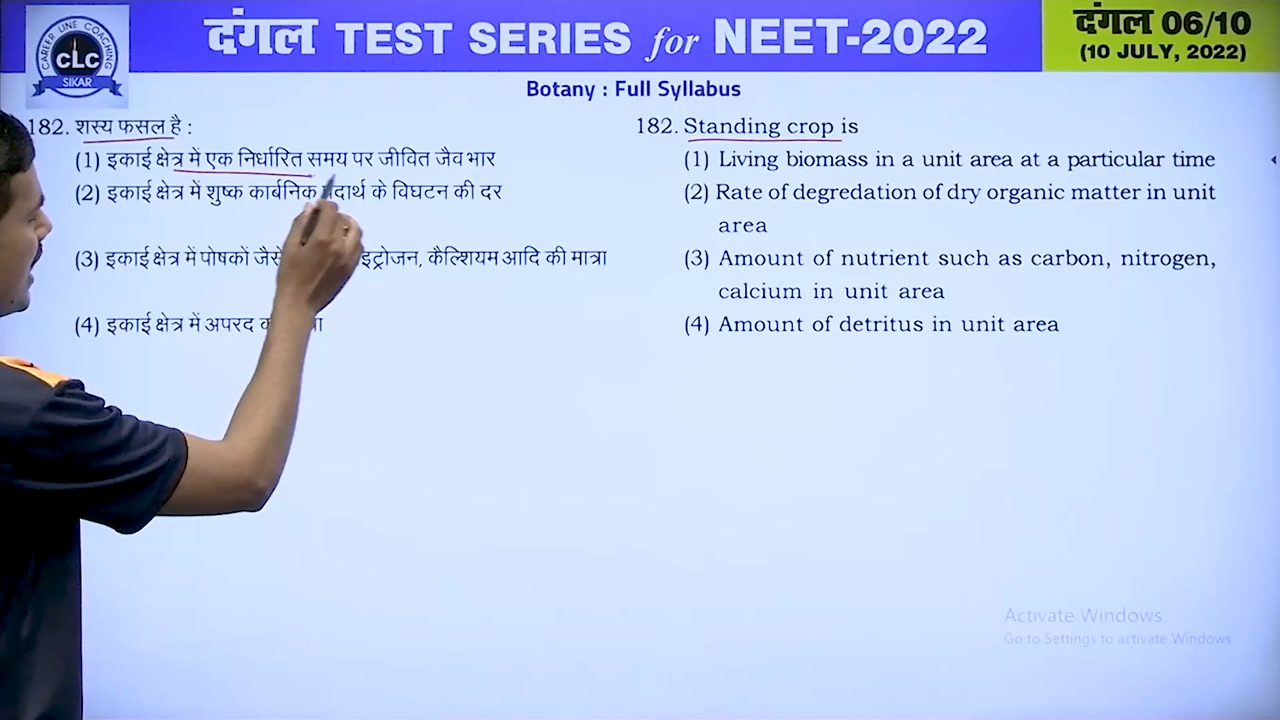 दंगल TEST SERIES for NEET-2022
दंगल 06/10
(10 JULY, 2022)
CAREER LINE COACHING
CLC
SIKAR
Botany : Full Syllabus
182. शस्य फसल है :
(1) इकाई क्षेत्र में एक निर्धारित समय पर जीवित जैव भार
(2) इकाई क्षेत्र में शुष्क कार्बनिक के विघटन की दर
(3) इकाई क्षेत्र में पोषकों जैसे कैल्शियम आदि की मात्रा
(4) इकाई क्षेत्र में अपरद
182. Standing crop is
(1) Living biomass in a unit area at a particular time
(2) Rate of degredation of dry organic matter in unit
area
(3) Amount of nutrient such as carbon, nitrogen,
calcium in unit area
(4) Amount of detritus in unit area
Activate Windows
Go to Settings to activate Windows